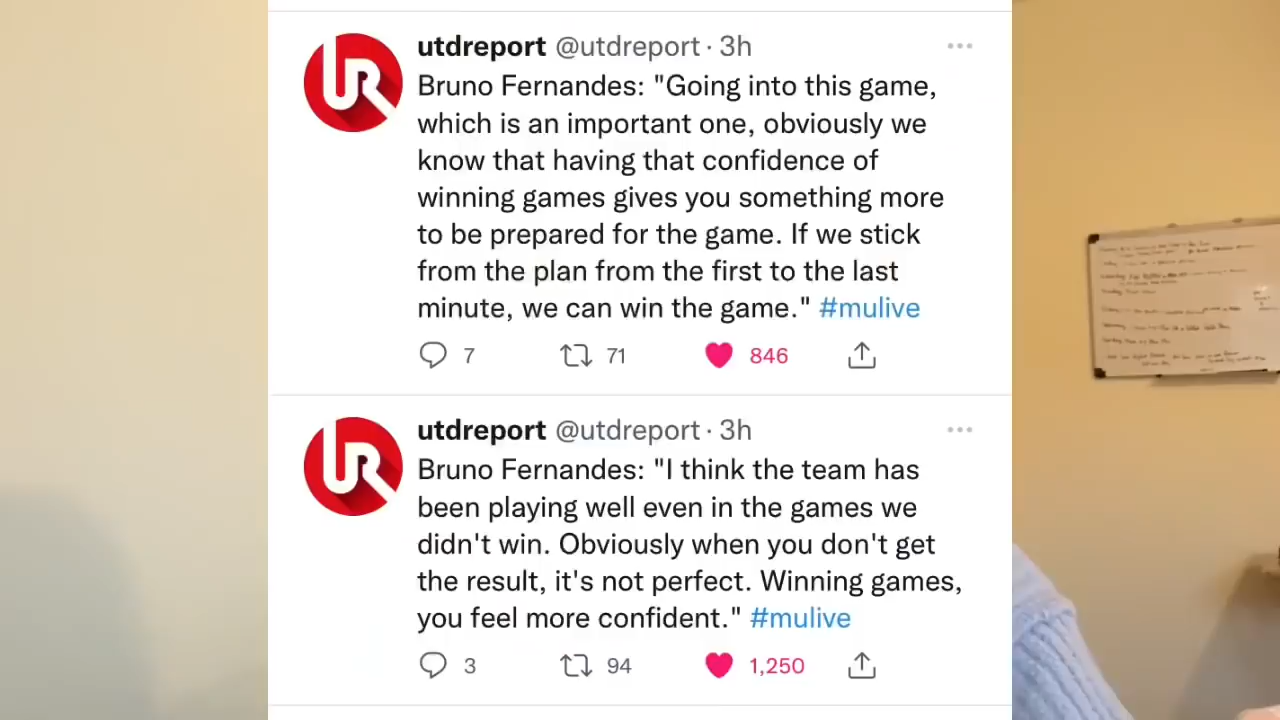 utdreport @utdreport · 3h
Bruno Fernandes: "Going into this game,
which is an important one, obviously we
know that having that confidence of
winning games gives you something more
to be prepared for the game. If we stick
from the plan from the first to the last
minute, we can win the game." #mulive
7 71 846
utdreport @utdreport · 3h
Bruno Fernandes: "I think the team has
been playing well even in the games we
didn't win. Obviously when you don't get
the result, it's not perfect. Winning games,
you feel more confident." #mulive
3 94 1,250